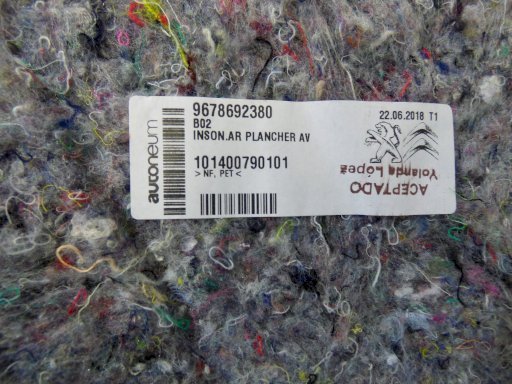 autoneum
9678692380
B02
INSON.AR PLANCHER AV
101400790101
> NF, PET <
22.06.2018 T1
ACEPTADO
Yolanda López